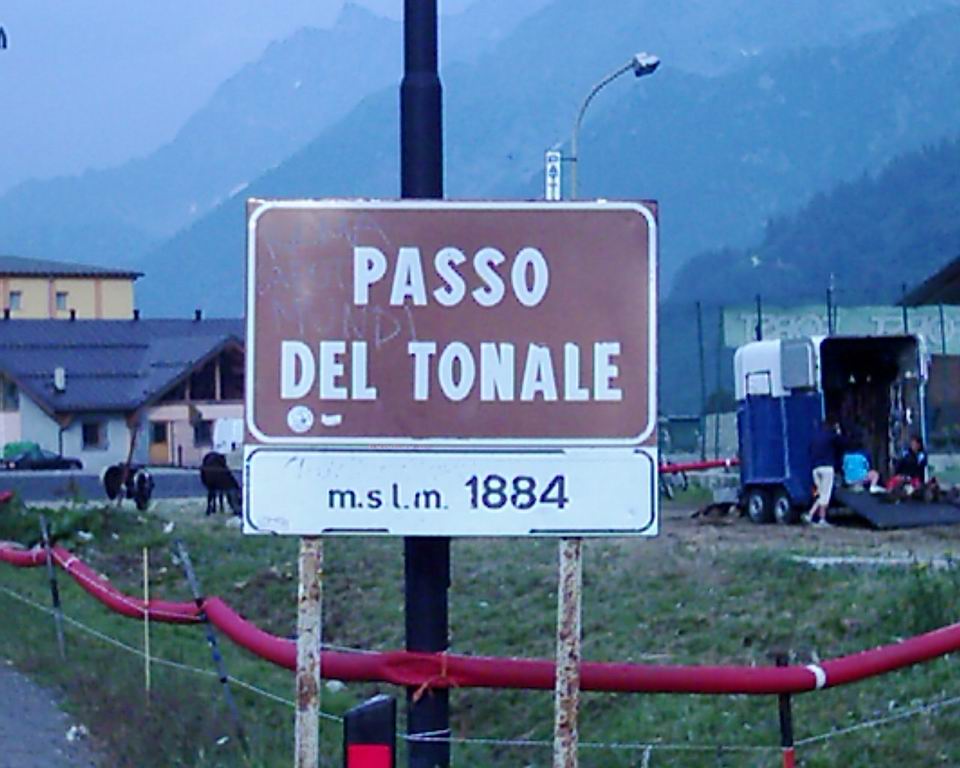 PASSO
DEL TONALE
m.s l.m. 1884